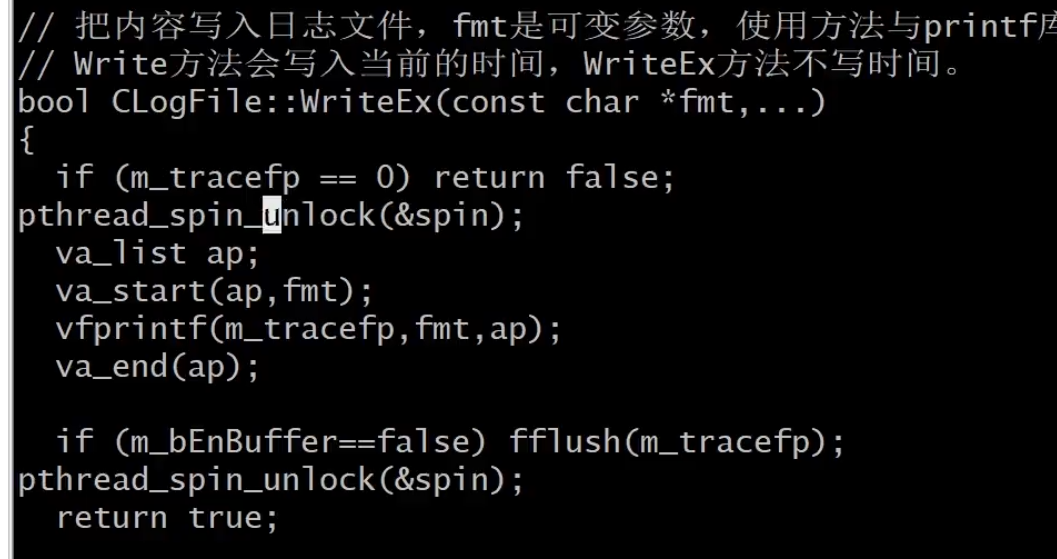 // 把内容写入日志文件，fmt是可变参数，使用方法与printf库
// Write方法会写入当前的时间，WriteEx方法不写时间。
bool CLogFile::WriteEx(const char *fmt,...)
{
  if (m_tracefp == 0) return false;
pthread_spin_unlock(&spin);
  va_list ap;
  va_start(ap,fmt);
  vfprintf(m_tracefp,fmt,ap);
  va_end(ap);
  if (m_bEnBuffer==false) fflush(m_tracefp);
pthread_spin_unlock(&spin);
  return true;